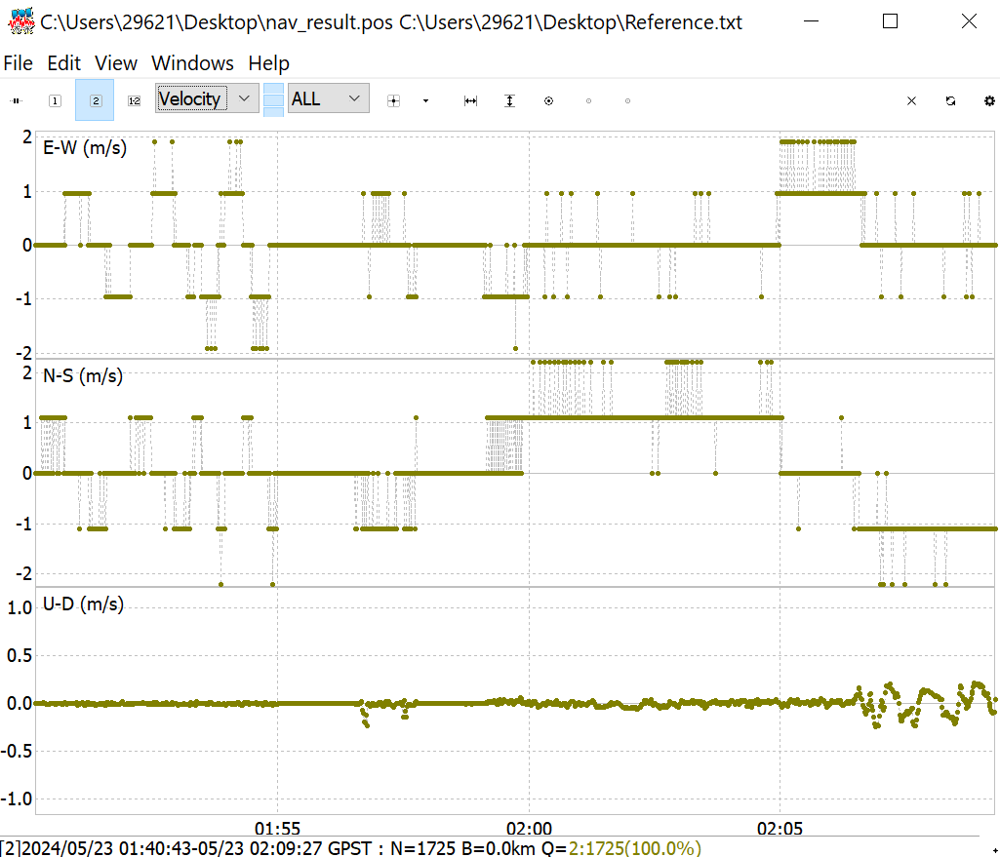 C:\Users\29621\Desktop\nav_result.pos C:\Users\29621\Desktop\Reference.txt
File Edit View Windows Help
1 2 1-2 Velocity ALL
2
E-W (m/s)
1
0
-1
-2
2
N-S (m/s)
1
0
-1
-2
1.0
U-D (m/s)
0.5
0.0
-0.5
-1.0
01:55 02:00 02:05
[2]2024/05/23 01:40:43-05/23 02:09:27 GPST : N=1725 B=0.0km Q=2:1725(100.0%)